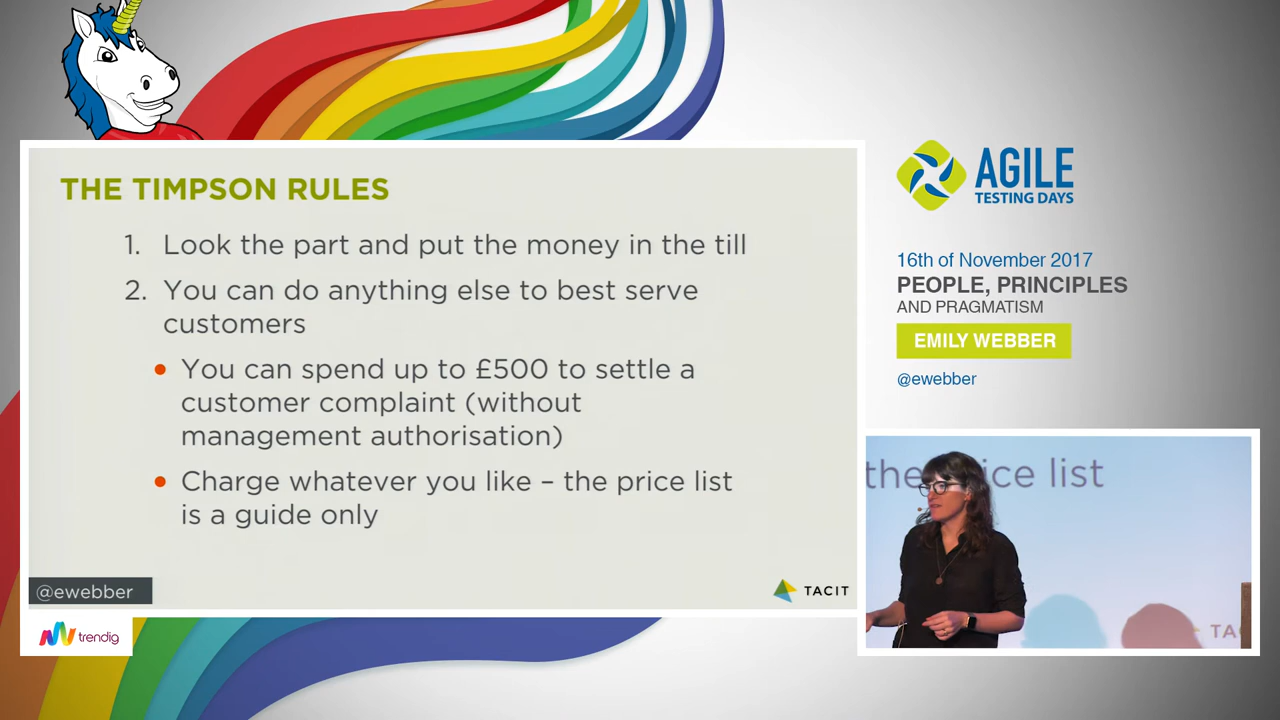 THE TIMPSON RULES
1. Look the part and put the money in the till
2. You can do anything else to best serve
customers
• You can spend up to £500 to settle a
customer complaint (without
management authorisation)
• Charge whatever you like – the price list
is a guide only
@ewebber
TACIT
trendig
AGILE
TESTING DAYS
16th of November 2017
PEOPLE, PRINCIPLES
AND PRAGMATISM
EMILY WEBBER
@ewebber
the price list
TAC